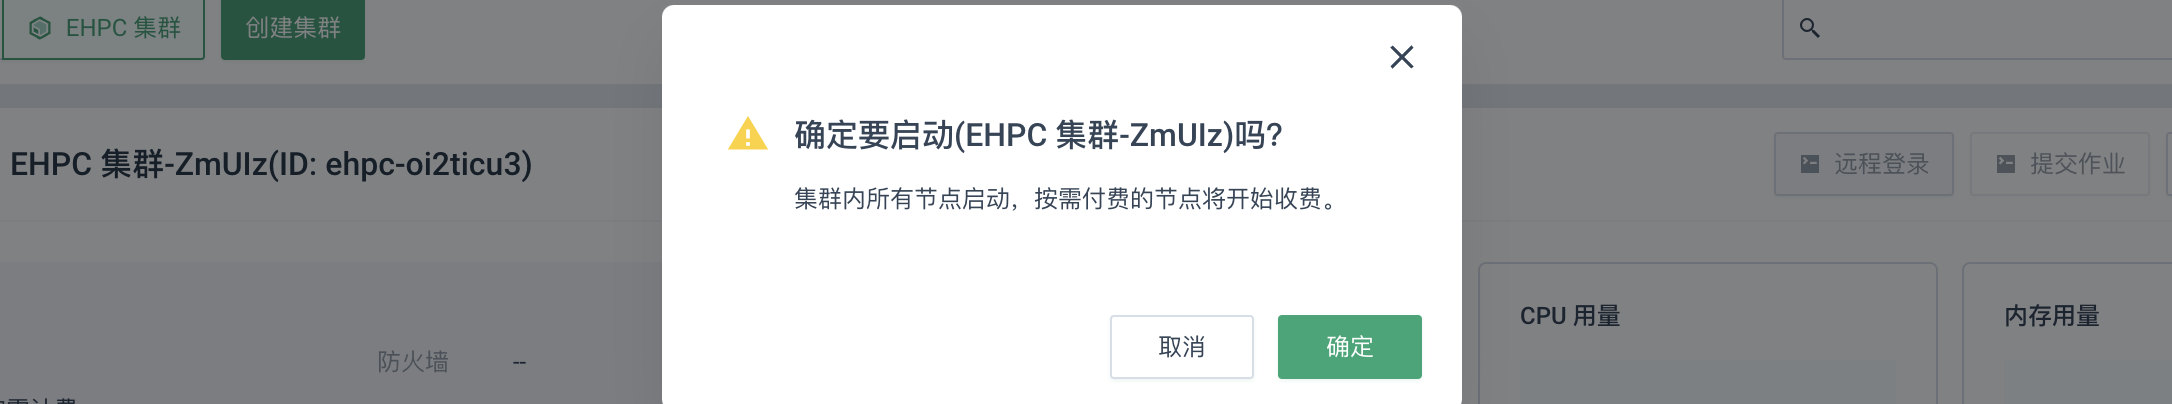 EHPC 集群
创建集群
确定要启动(EHPC 集群-ZmUIz)吗?
集群内所有节点启动，按需付费的节点将开始收费。
取消
确定
EHPC 集群-ZmUIz(ID: ehpc-oi2ticu3)
远程登录
提交作业
防火墙 --
CPU 用量
内存用量